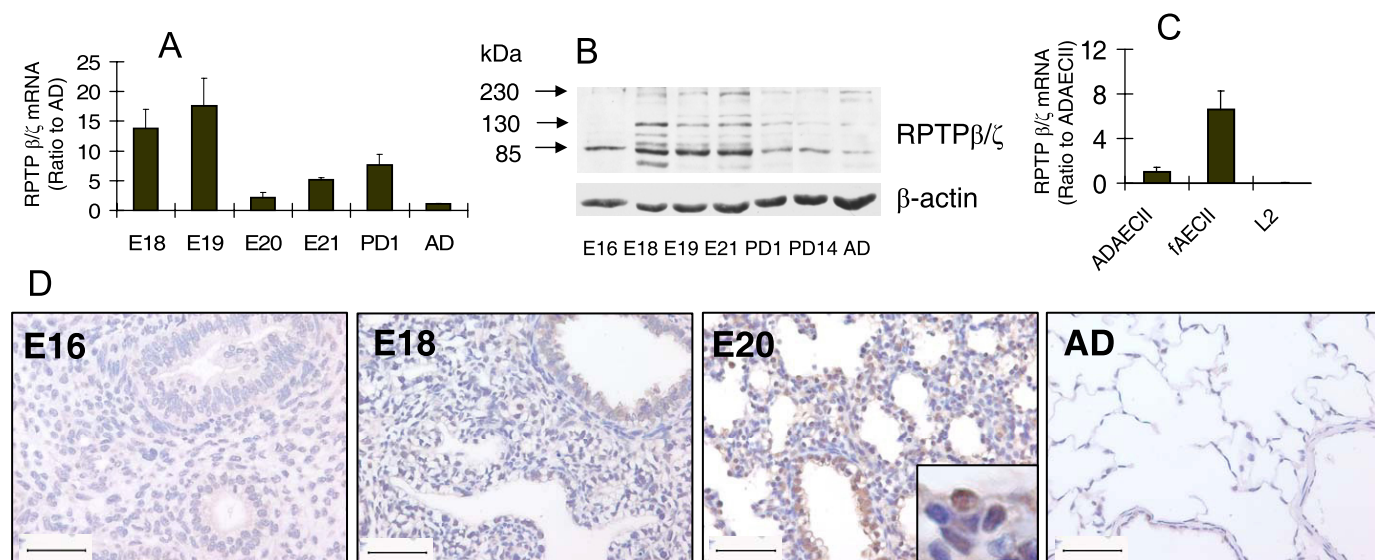 A
RPTP β/ζ mRNA
(Ratio to AD)
25
20
15
10
5
0
E18 E19 E20 E21 PD1 AD
B
kDa
230
130
85
RPTPβ/ζ
β-actin
E16 E18 E19 E21 PD1 PD14 AD
C
RPTP β/ζ mRNA
(Ratio to ADAECII)
12
8
4
0
ADAECII
fAECII
L2
D
E16
E18
E20
AD